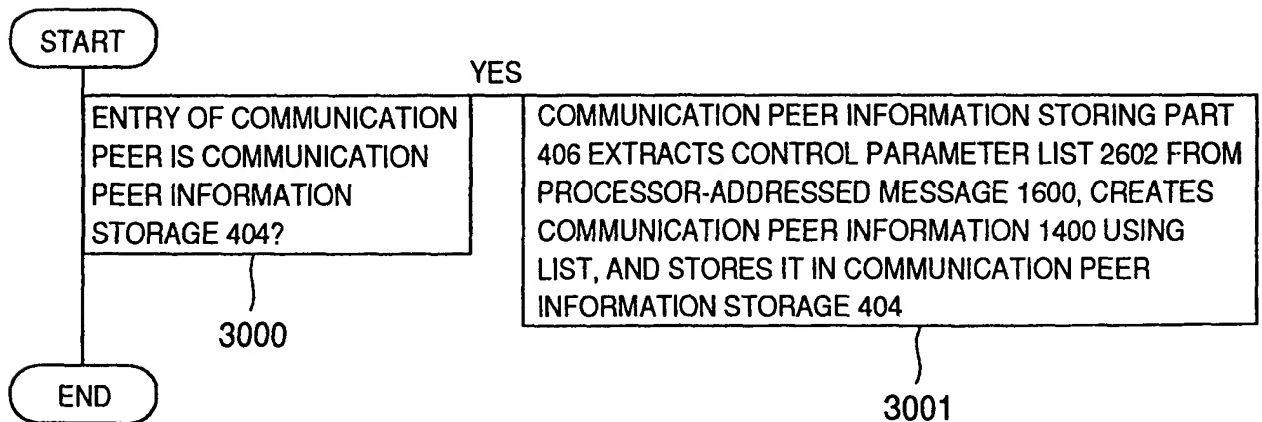 START
YES
ENTRY OF COMMUNICATION
PEER IS COMMUNICATION
PEER INFORMATION
STORAGE 404?
COMMUNICATION PEER INFORMATION STORING PART
406 EXTRACTS CONTROL PARAMETER LIST 2602 FROM
PROCESSOR-ADDRESSED MESSAGE 1600, CREATES
COMMUNICATION PEER INFORMATION 1400 USING
LIST, AND STORES IT IN COMMUNICATION PEER
INFORMATION STORAGE 404
3000
3001
END